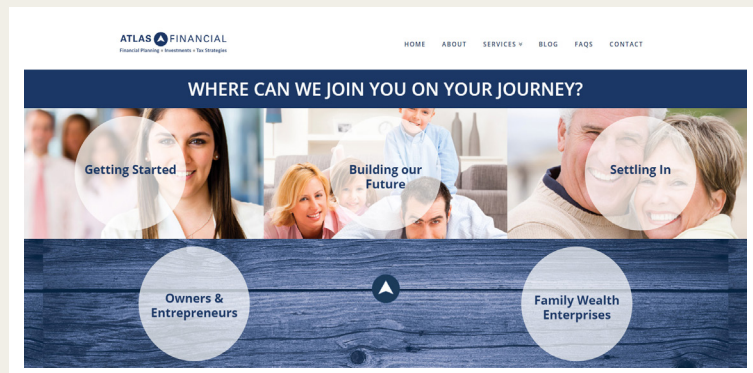 ATLAS FINANCIAL
Financial Planning + Investments + Tax Strategies
HOME ABOUT SERVICES BLOG FAQS CONTACT
WHERE CAN WE JOIN YOU ON YOUR JOURNEY?
Getting Started
Building our
Future
Settling In
Owners &
Entrepreneurs
Family Wealth
Enterprises